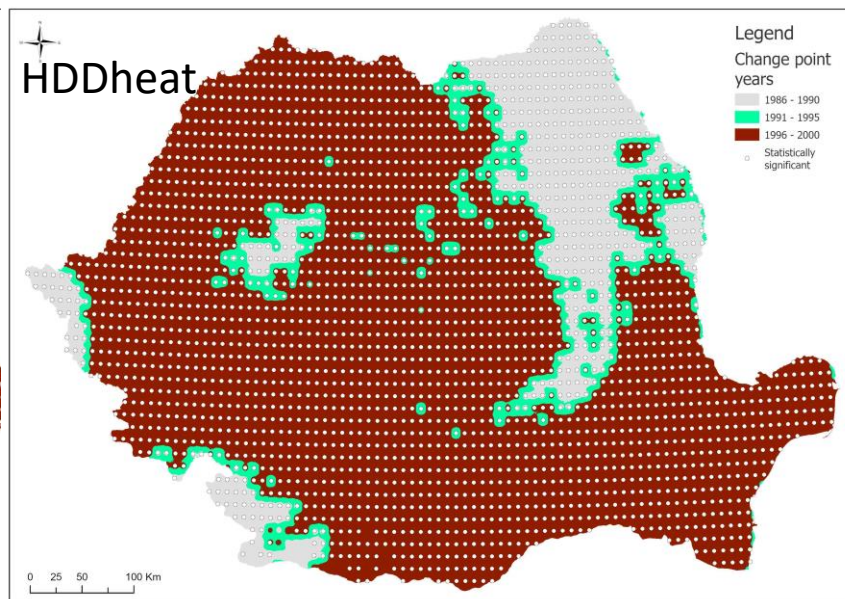 HDDheat
Legend
Change point
years
1986 - 1990
1991 - 1995
1996 - 2000
Statistically
significant
0 25 50 100 Km